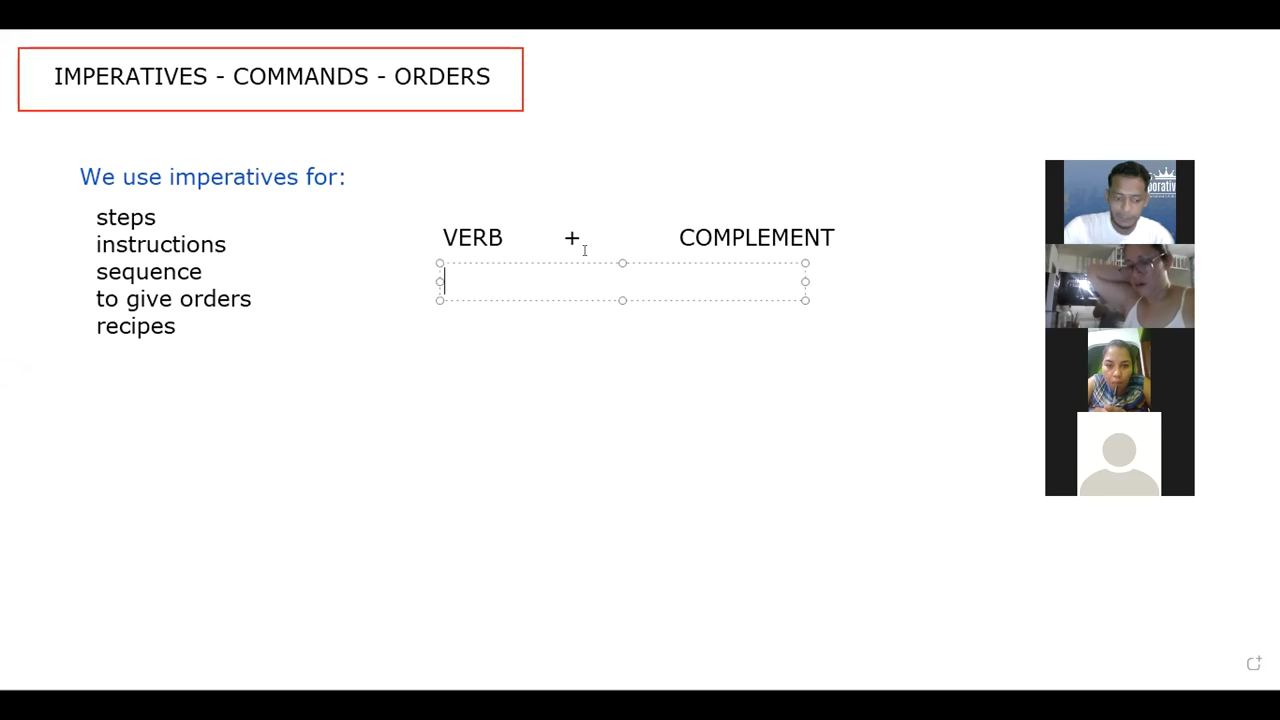 IMPERATIVES - COMMANDS - ORDERS
We use imperatives for:
steps
instructions
sequence
to give orders
recipes
VERB + COMPLEMENT